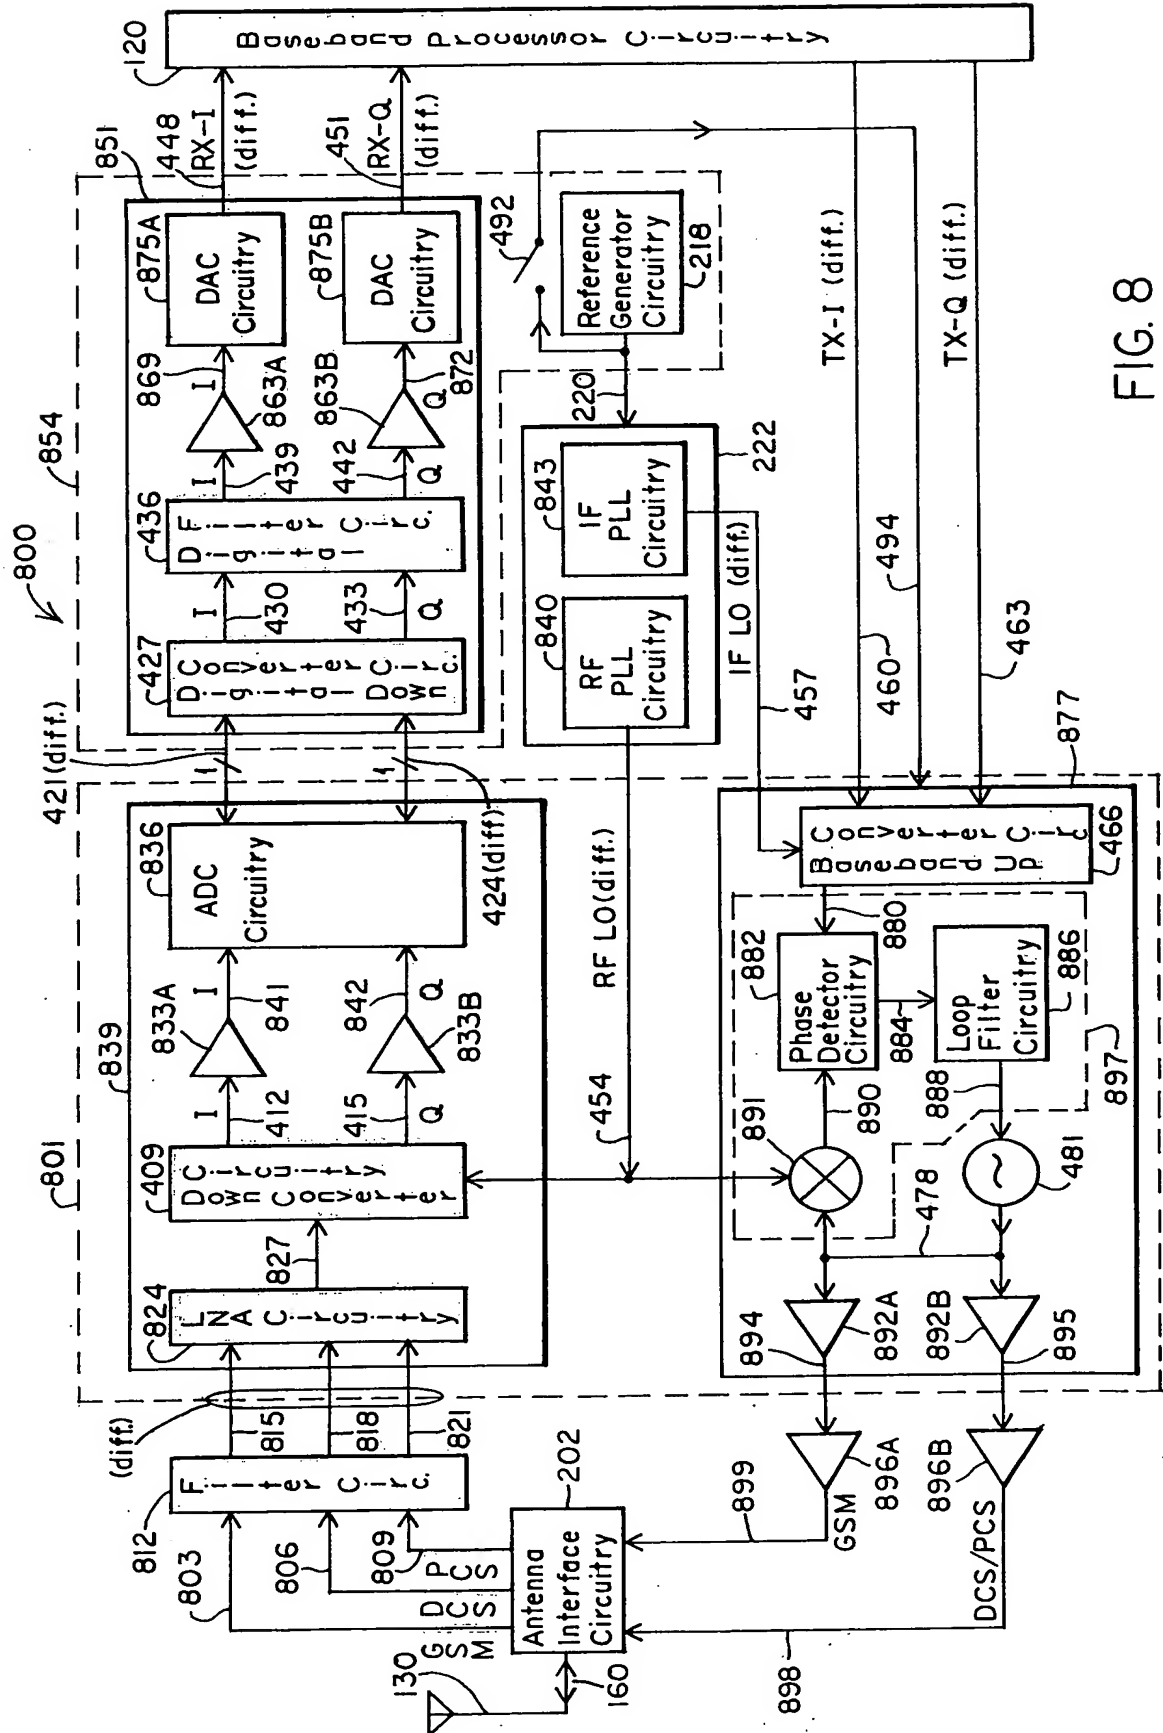 800
854
851
801
839
421 (diff.)
424 (diff)
448
RX-I
(diff.)
451
RX-Q
(diff.)
120
Baseband Processor Circuitry
875A
DAC
Circuitry
875B
DAC
Circuitry
869
I
863A
863B
Q
872
436
Digital
Filter Circ.
I
439
442
Q
427
Digital Down
Converter Circ.
I
430
433
Q
836
ADC
Circuitry
833A
I
841
842
Q
833B
409
Down Converter
Circuitry
I
412
415
Q
827
824
LNA Circuitry
(diff.)
815
818
821
812
Filter Circ.
803
806
809
GSM
DCS
PCS
130
160
202
Antenna
Interface
Circuitry
492
Reference
Generator
Circuitry
218
220
222
843
IF
PLL
Circuitry
840
RF
PLL
Circuitry
RF LO (diff.)
454
IF LO (diff.)
457
TX-I (diff.)
TX-Q (diff.)
460
494
463
877
Baseband Up
Converter Circ
466
880
882
Phase
Detector
Circuitry
884
886
Loop
Filter
Circuitry
888
897
890
891
481
478
892A
892B
894
895
896A
896B
899
GSM
DCS/PCS
898
FIG. 8